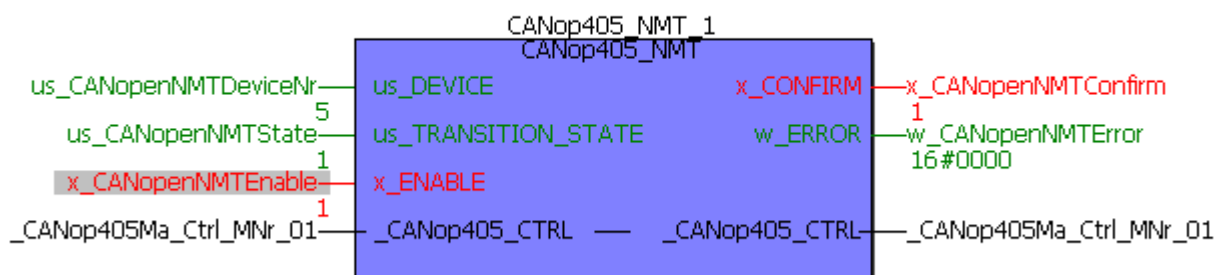 CANop405_NMT_1
CANop405_NMT
us_CANopenNMTDeviceNr us_DEVICE x_CONFIRM x_CANopenNMTConfirm
5 1
us_CANopenNMTState us_TRANSITION_STATE w_ERROR w_CANopenNMTError
1 16#0000
x_CANopenNMTEnable x_ENABLE
1
_CANop405Ma_Ctrl_MNr_01 _CANop405_CTRL _CANop405_CTRL _CANop405Ma_Ctrl_MNr_01